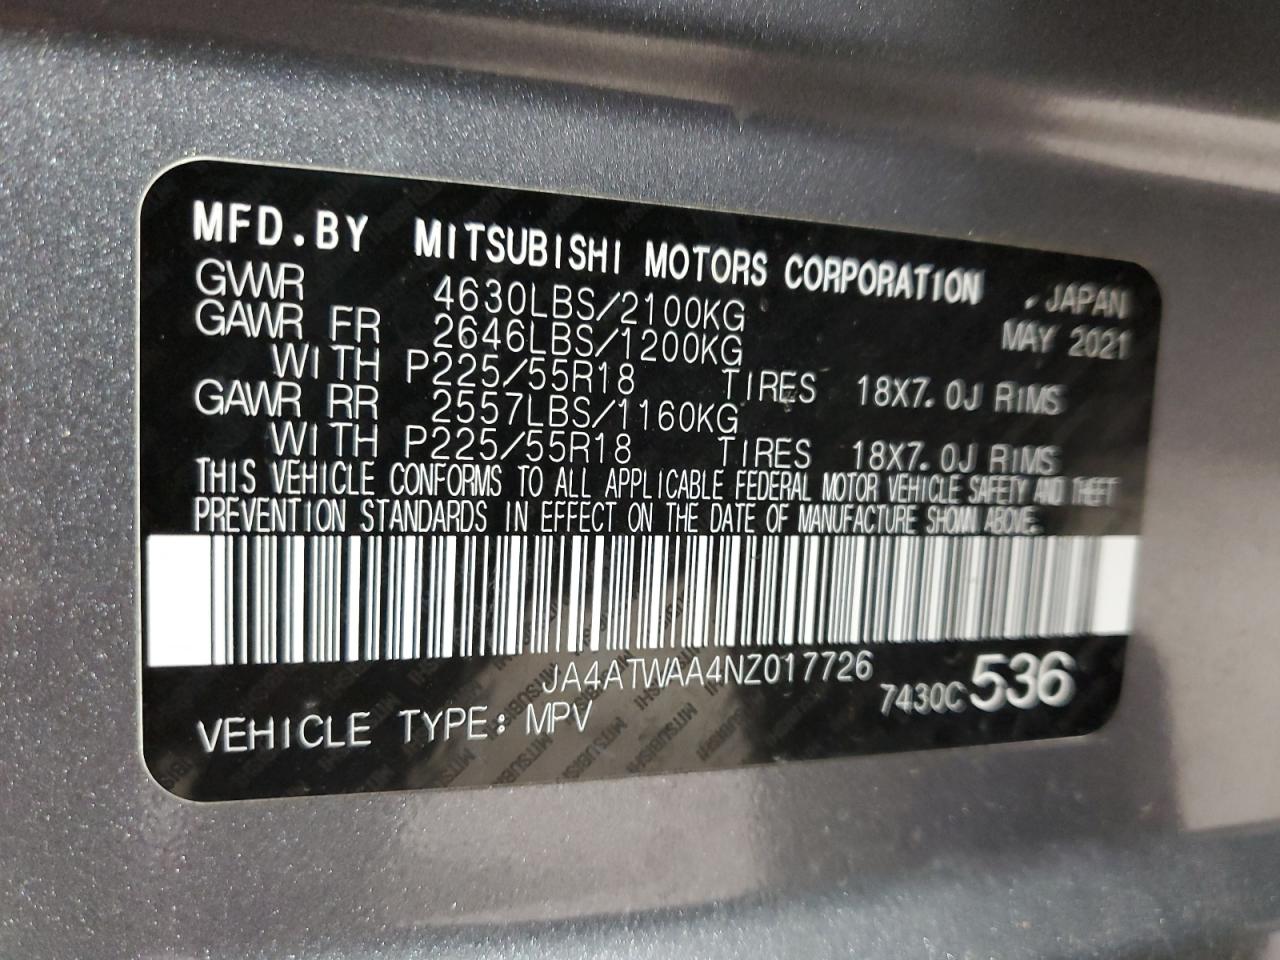 MFD.BY MITSUBISHI MOTORS CORPORATION , JAPAN
GVWR 4630LBS/2100KG MAY 2021
GAWR FR 2646LBS/1200KG
WITH P225/55R18 TIRES 18X7.0J RIMS
GAWR RR 2557LBS/1160KG
WITH P225/55R18 TIRES 18X7.0J RIMS
THIS VEHICLE CONFORMS TO ALL APPLICABLE FEDERAL MOTOR VEHICLE SAFETY AND THEFT
PREVENTION STANDARDS IN EFFECT ON THE DATE OF MANUFACTURE SHOWN ABOVE.
JA4ATWAA4NZ017726 7430C 536
VEHICLE TYPE: MPV